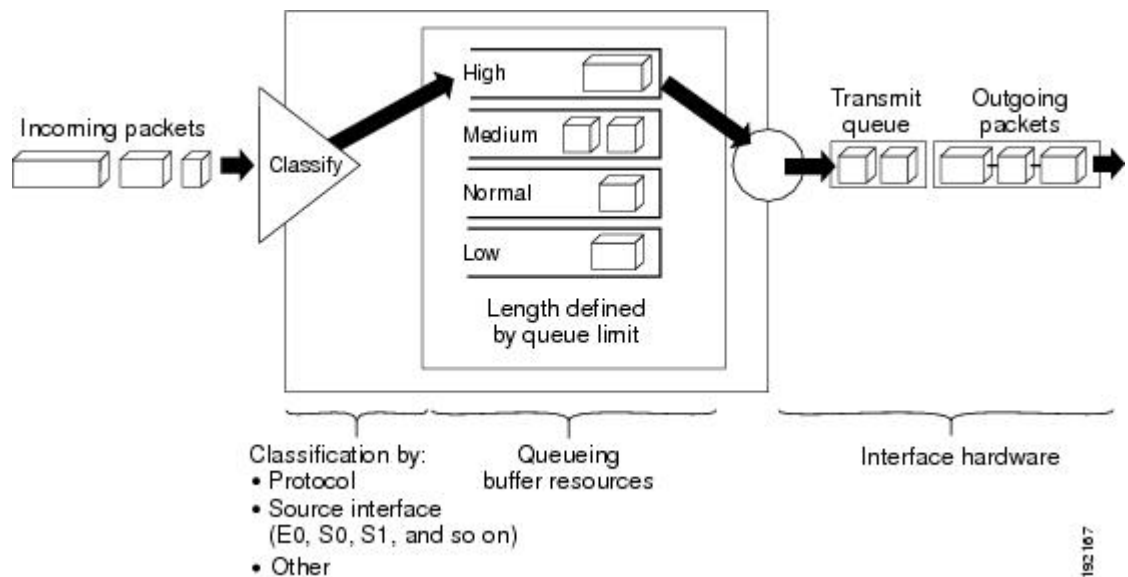 Incoming packets
Classify
High
Medium
Normal
Low
Length defined
by queue limit
Transmit
queue
Outgoing
packets
Classification by:
• Protocol
• Source interface
(E0, S0, S1, and so on)
• Other
Queueing
buffer resources
Interface hardware
192167